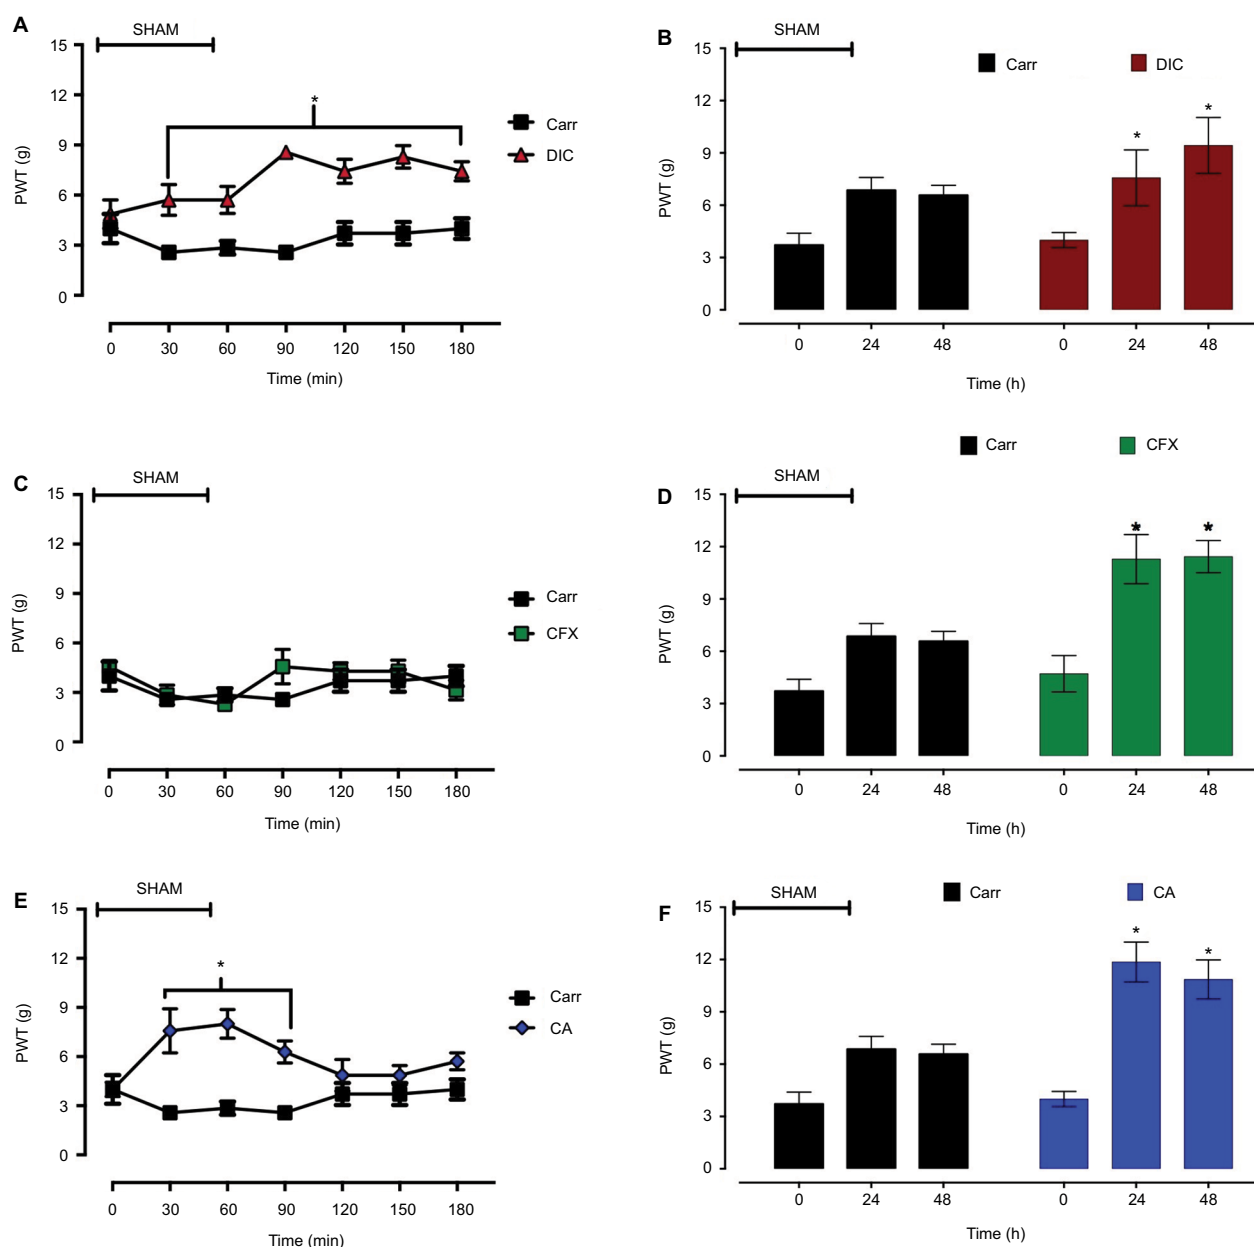 A
SHAM
15
12
9
6
3
0
PWT (g)
*
Carr
DIC
0 30 60 90 120 150 180
Time (min)
B
SHAM
15
12
9
6
3
0
PWT (g)
Carr DIC
* *
0 24 48 0 24 48
Time (h)
C
SHAM
15
12
9
6
3
0
PWT (g)
Carr
CFX
0 30 60 90 120 150 180
Time (min)
D
SHAM
15
12
9
6
3
0
PWT (g)
Carr CFX
* *
0 24 48 0 24 48
Time (h)
E
SHAM
15
12
9
6
3
0
PWT (g)
*
Carr
CA
0 30 60 90 120 150 180
Time (min)
F
SHAM
15
12
9
6
3
0
PWT (g)
Carr CA
* *
0 24 48 0 24 48
Time (h)